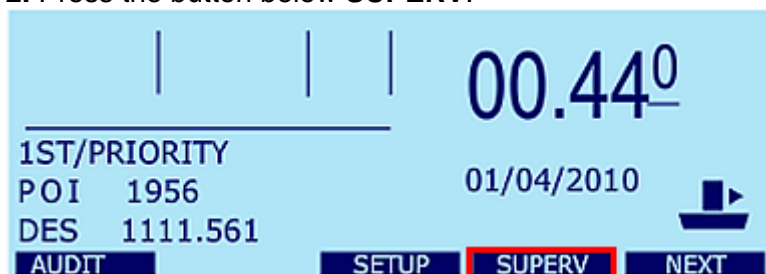 2. Press the button below SUPERV.
00.440
1ST/PRIORITY
POI 1956
01/04/2010
DES 1111.561
AUDIT SETUP SUPERV NEXT